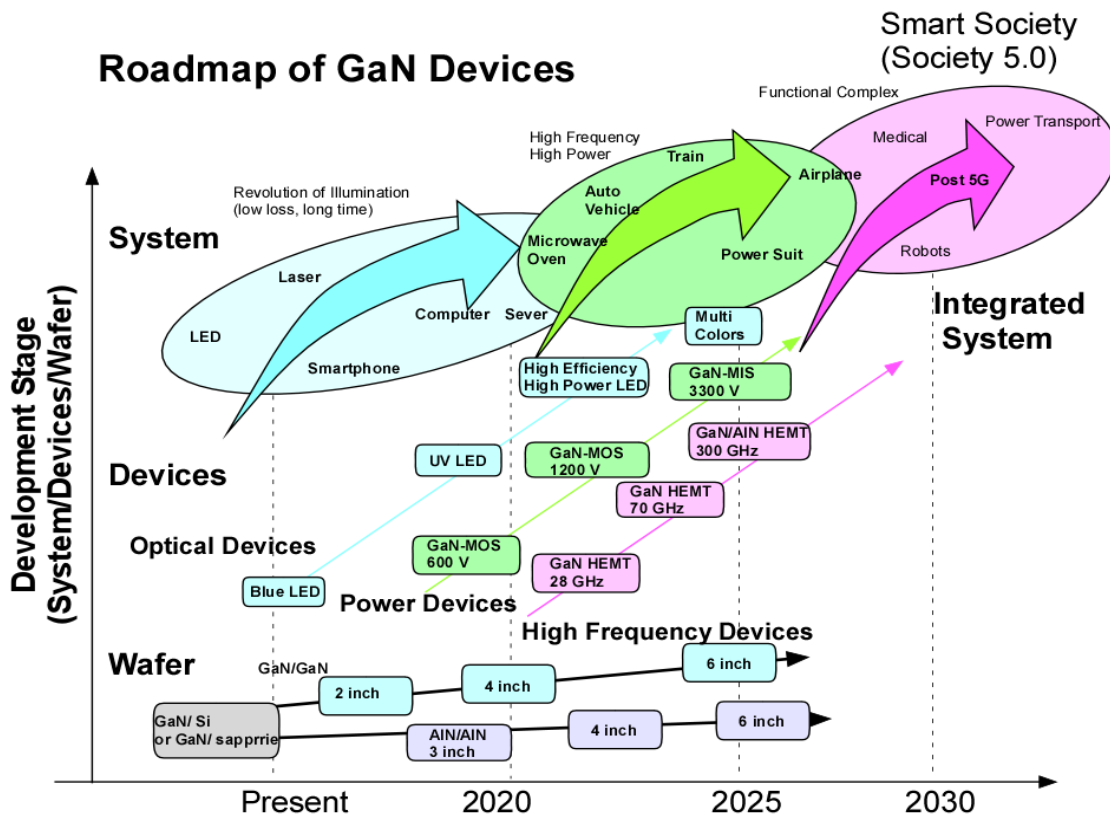 Smart Society
(Society 5.0)
Roadmap of GaN Devices
Functional Complex
High Frequency
High Power
Medical
Power Transport
Train
Airplane
Post 5G
Revolution of Illumination
(low loss, long time)
Auto
Vehicle
System
Microwave
Oven
Power Suit
Robots
Laser
LED
Computer
Sever
Smartphone
Multi
Colors
Integrated
System
High Efficiency
High Power LED
GaN-MIS
3300 V
Development Stage
(System/Devices/Wafer)
Devices
UV LED
GaN-MOS
1200 V
GaN/AlN HEMT
300 GHz
GaN HEMT
70 GHz
Optical Devices
GaN-MOS
600 V
GaN HEMT
28 GHz
Blue LED
Power Devices
High Frequency Devices
Wafer
GaN/GaN
2 inch
4 inch
6 inch
GaN/ Si
or GaN/ sapprrie
AlN/AlN
3 inch
4 inch
6 inch
Present
2020
2025
2030